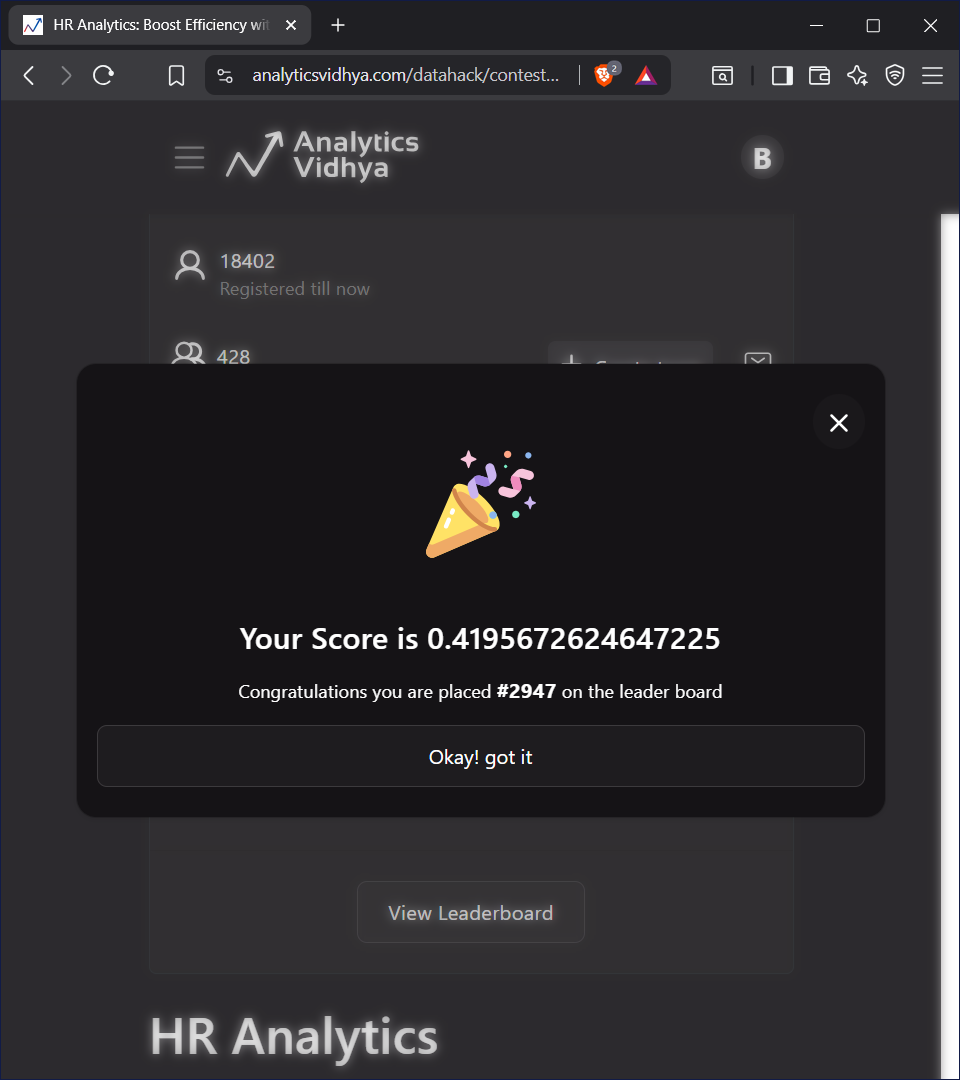 HR Analytics: Boost Efficiency wit
analyticsvidhya.com/datahack/contest...
2
Analytics
Vidhya
B
18402
Registered till now
428
Your Score is 0.4195672624647225
Congratulations you are placed #2947 on the leader board
Okay! got it
View Leaderboard
HR Analytics